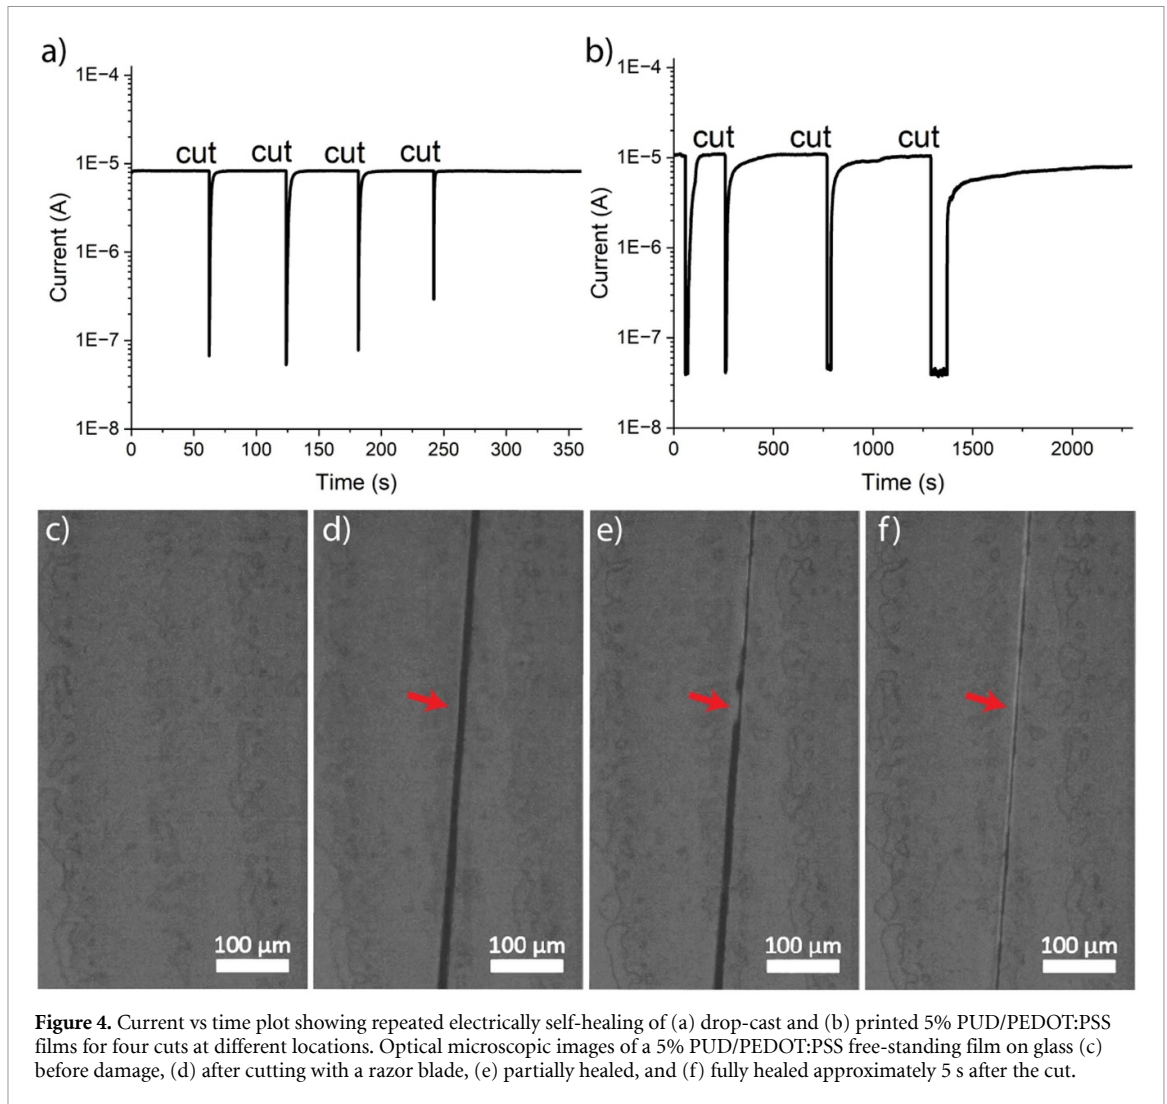 a)
1E−4
1E−5
1E−6
1E−7
1E−8
Current (A)
cut cut cut cut
0 50 100 150 200 250 300 350
Time (s)
b)
1E−4
1E−5
1E−6
1E−7
1E−8
Current (A)
cut cut cut
0 500 1000 1500 2000
Time (s)
c)
100 µm
d)
100 µm
e)
100 µm
f)
100 µm
Figure 4. Current vs time plot showing repeated electrically self-healing of (a) drop-cast and (b) printed 5% PUD/PEDOT:PSS
films for four cuts at different locations. Optical microscopic images of a 5% PUD/PEDOT:PSS free-standing film on glass (c)
before damage, (d) after cutting with a razor blade, (e) partially healed, and (f) fully healed approximately 5 s after the cut.